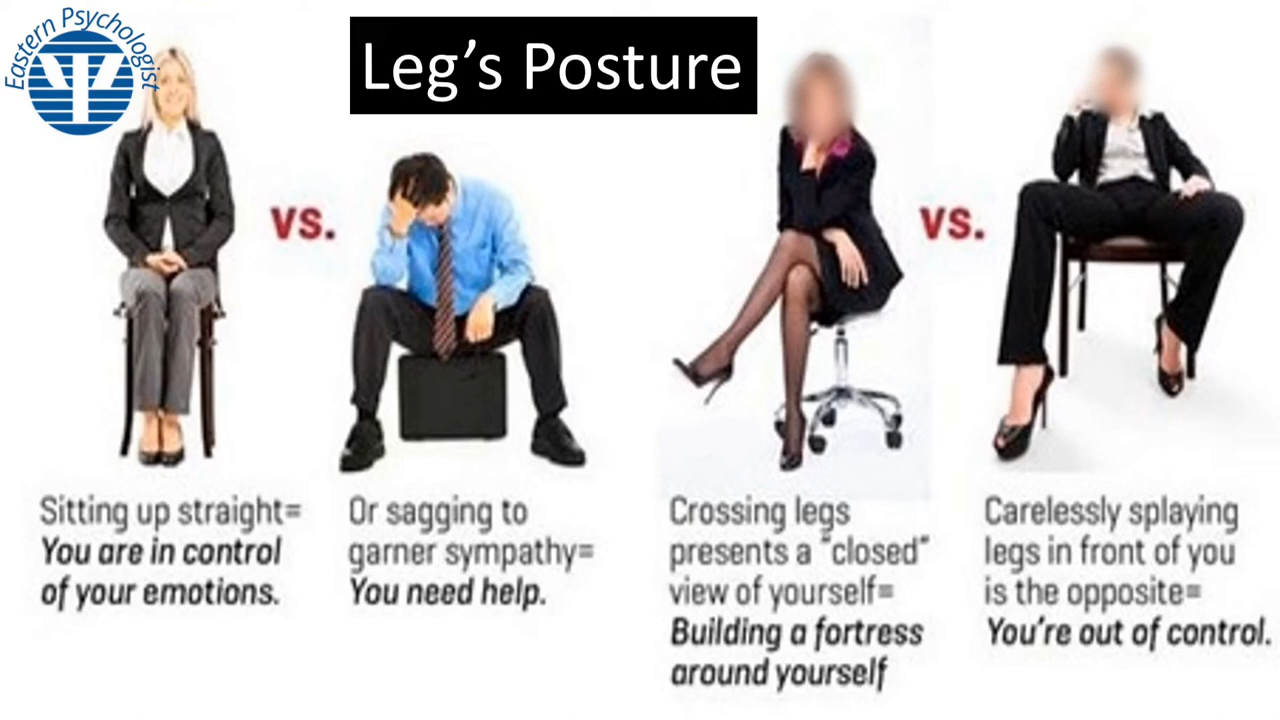 Eastern Psychologist
Leg’s Posture
VS.
VS.
Sitting up straight=
You are in control
of your emotions.
Or sagging to
garner sympathy=
You need help.
Crossing legs
presents a “closed”
view of yourself=
Building a fortress
around yourself
Carelessly splaying
legs in front of you
is the opposite=
You’re out of control.